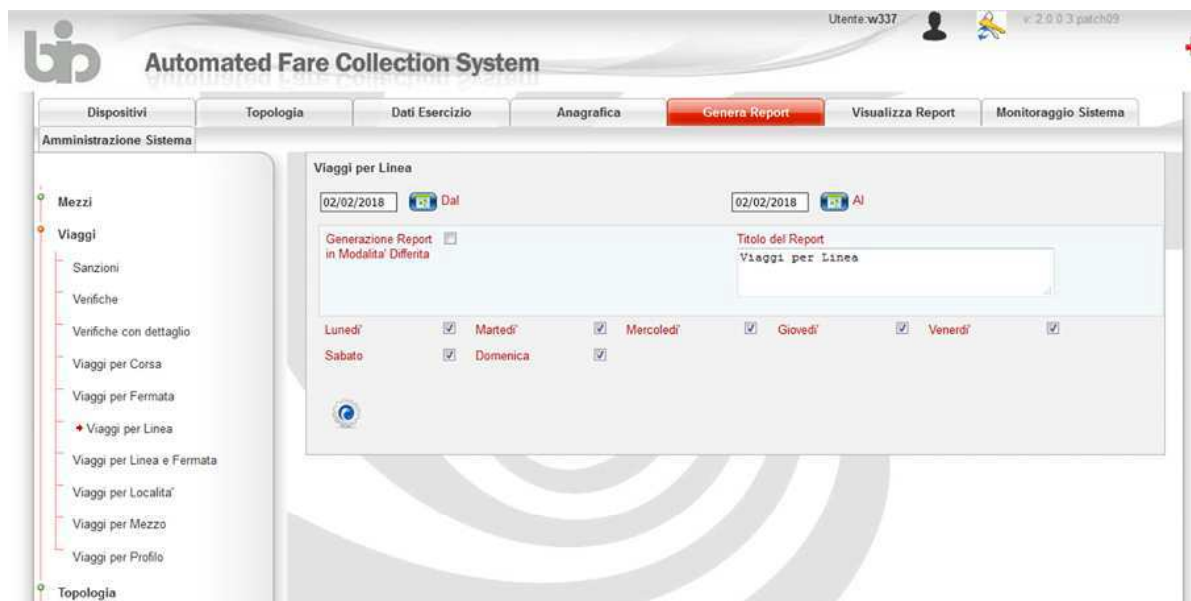 Utente:w337
v: 2.0.0.3.patch09
bip
Automated Fare Collection System
Dispositivi
Topologia
Dati Esercizio
Anagrafica
Genera Report
Visualizza Report
Monitoraggio Sistema
Amministrazione Sistema
Mezzi
Viaggi
Sanzioni
Verifiche
Verifiche con dettaglio
Viaggi per Corsa
Viaggi per Fermata
Viaggi per Linea
Viaggi per Linea e Fermata
Viaggi per Localita'
Viaggi per Mezzo
Viaggi per Profilo
Topologia
Viaggi per Linea
02/02/2018 Dal
02/02/2018 Al
Generazione Report
in Modalita' Differita
Titolo del Report
Viaggi per Linea
Lunedi' Martedi' Mercoledi' Giovedi' Venerdi'
Sabato Domenica